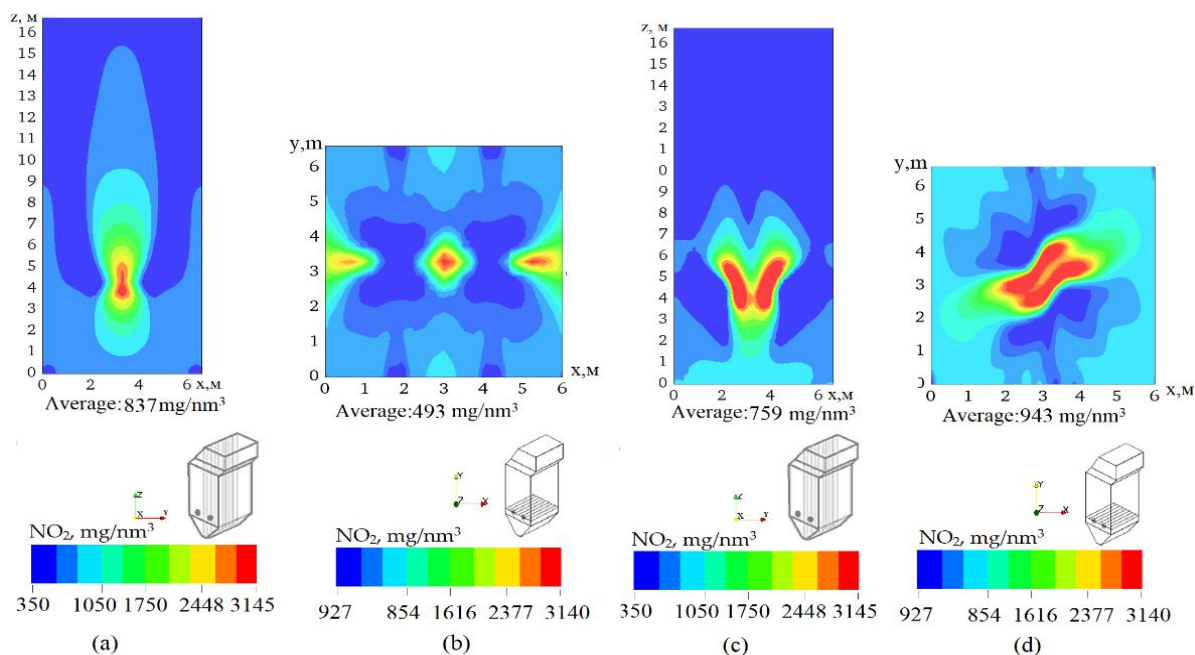 z, м
16
15
14
13
12
11
10
9
8
7
6
5
4
3
2
1
0
0 2 4 6 x,м
Average:837mg/nm³
Z
X Y
NO₂, mg/nm³
350 1050 1750 2448 3145
(a)
y,m
6
5
4
3
2
1
0
0 1 2 3 4 5 6
x,м
Average:493 mg/nm³
Y
Z X
NO₂, mg/nm³
927 854 1616 2377 3140
(b)
z, м
16
15
14
13
2
1
0
9
8
7
6
5
4
3
2
1
0
2 4 6 x,м
Average:759 mg/nm³
X Y
NO₂, mg/nm³
350 1050 1750 2448 3145
(c)
y,m
6
5
4
3
2
1
0
0 1 2 3 4 5 6
x,м
Average:943 mg/nm³
Y
Z X
NO₂, mg/nm³
927 854 1616 2377 3140
(d)